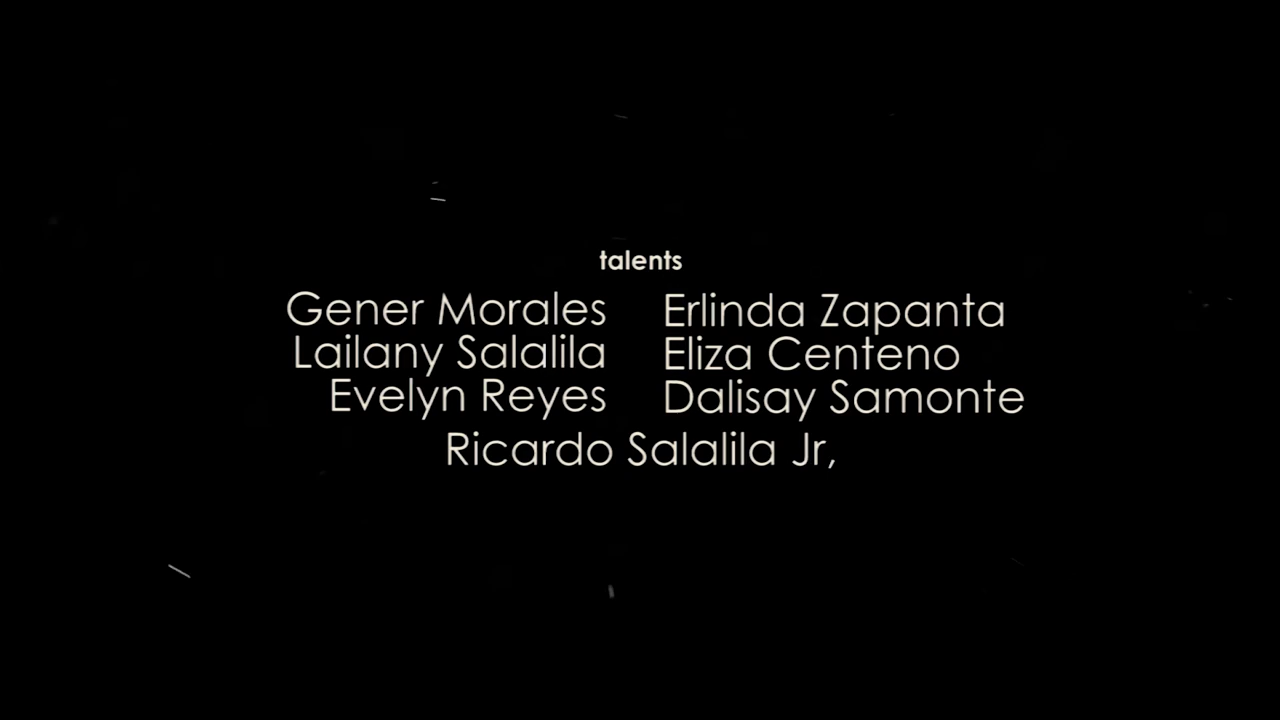 talents
Gener Morales Erlinda Zapanta
Lailany Salalila Eliza Centeno
Evelyn Reyes Dalisay Samonte
Ricardo Salalila Jr,